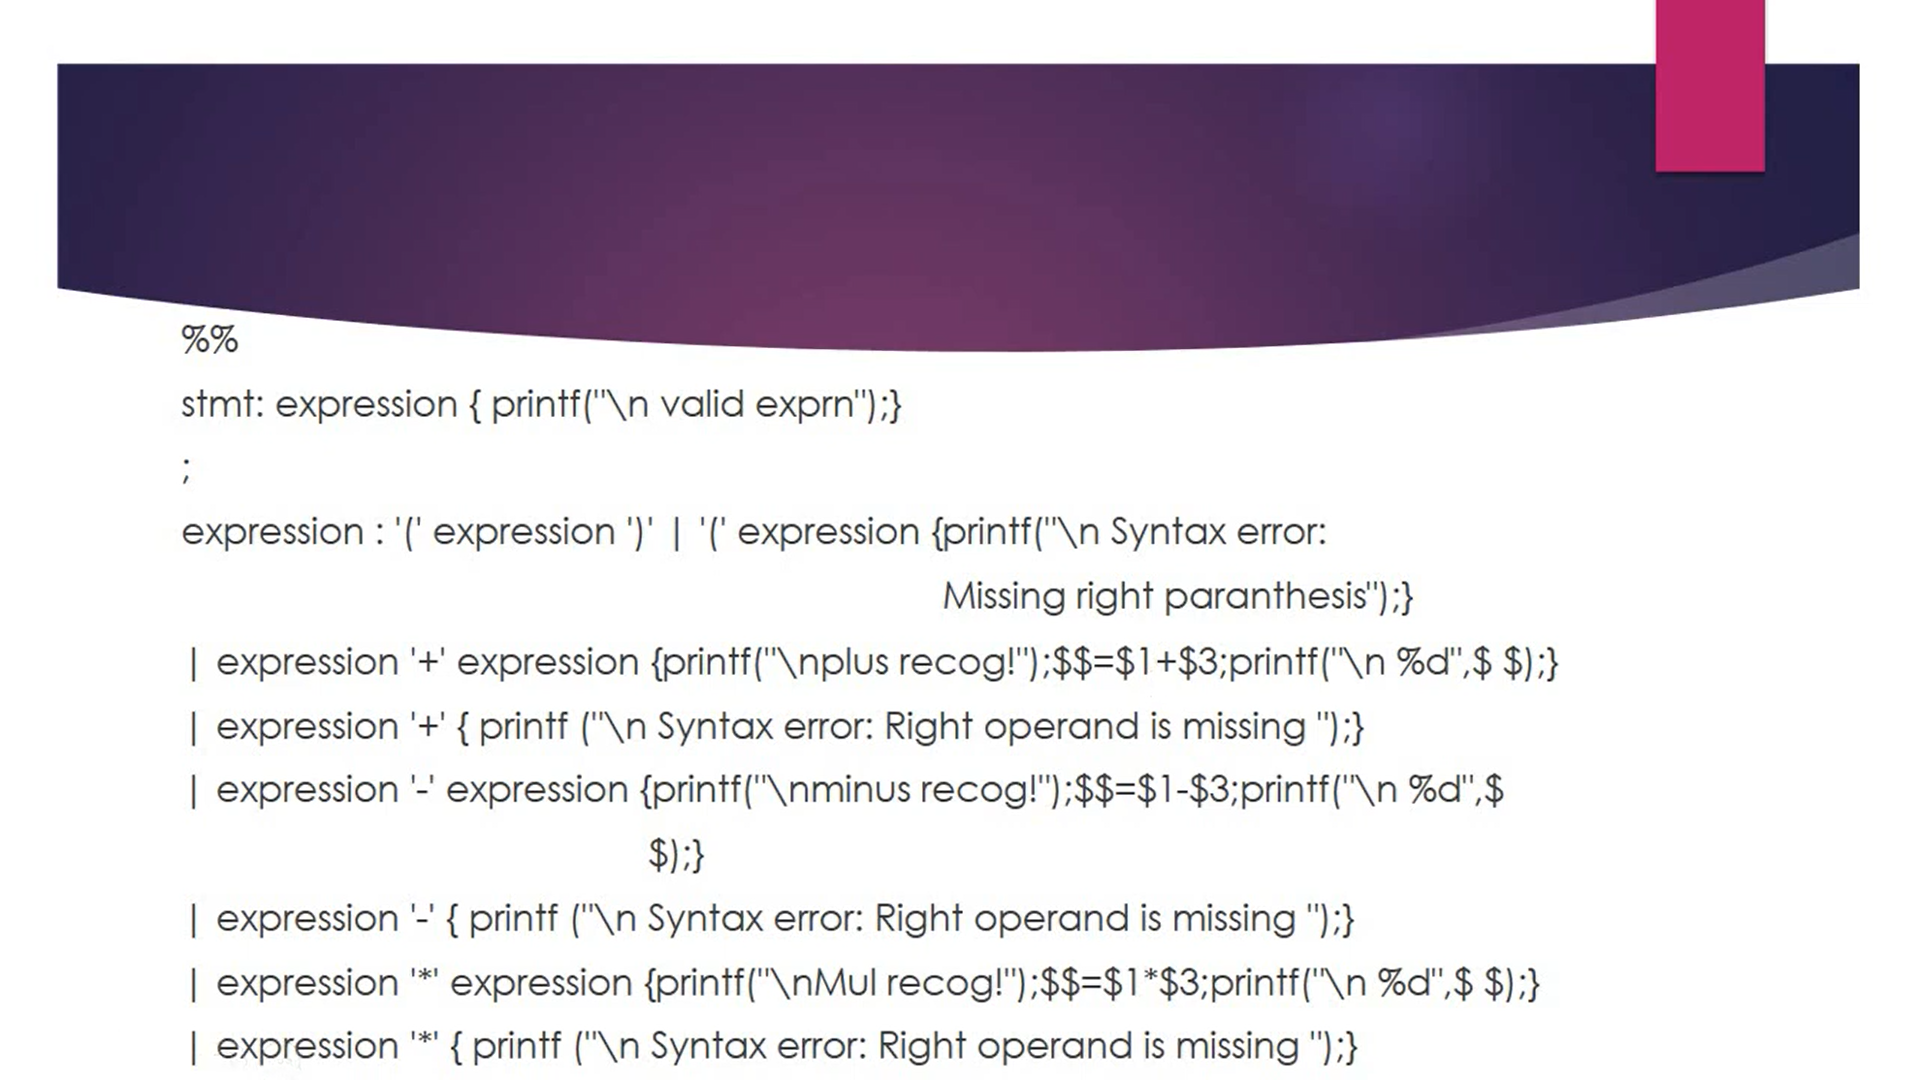 %%
stmt: expression { printf("\n valid exprn");}
;
expression : '(' expression ')' | '(' expression {printf("\n Syntax error:
Missing right paranthesis");}
| expression '+' expression {printf("\nplus recog!");$$=$1+$3;printf("\n %d",$ $);}
| expression '+' { printf ("\n Syntax error: Right operand is missing ");}
| expression '-' expression {printf("\nminus recog!");$$=$1-$3;printf("\n %d",$
$);}
| expression '-' { printf ("\n Syntax error: Right operand is missing ");}
| expression '*' expression {printf("\nMul recog!");$$=$1*$3;printf("\n %d",$ $);}
| expression '*' { printf ("\n Syntax error: Right operand is missing ");}